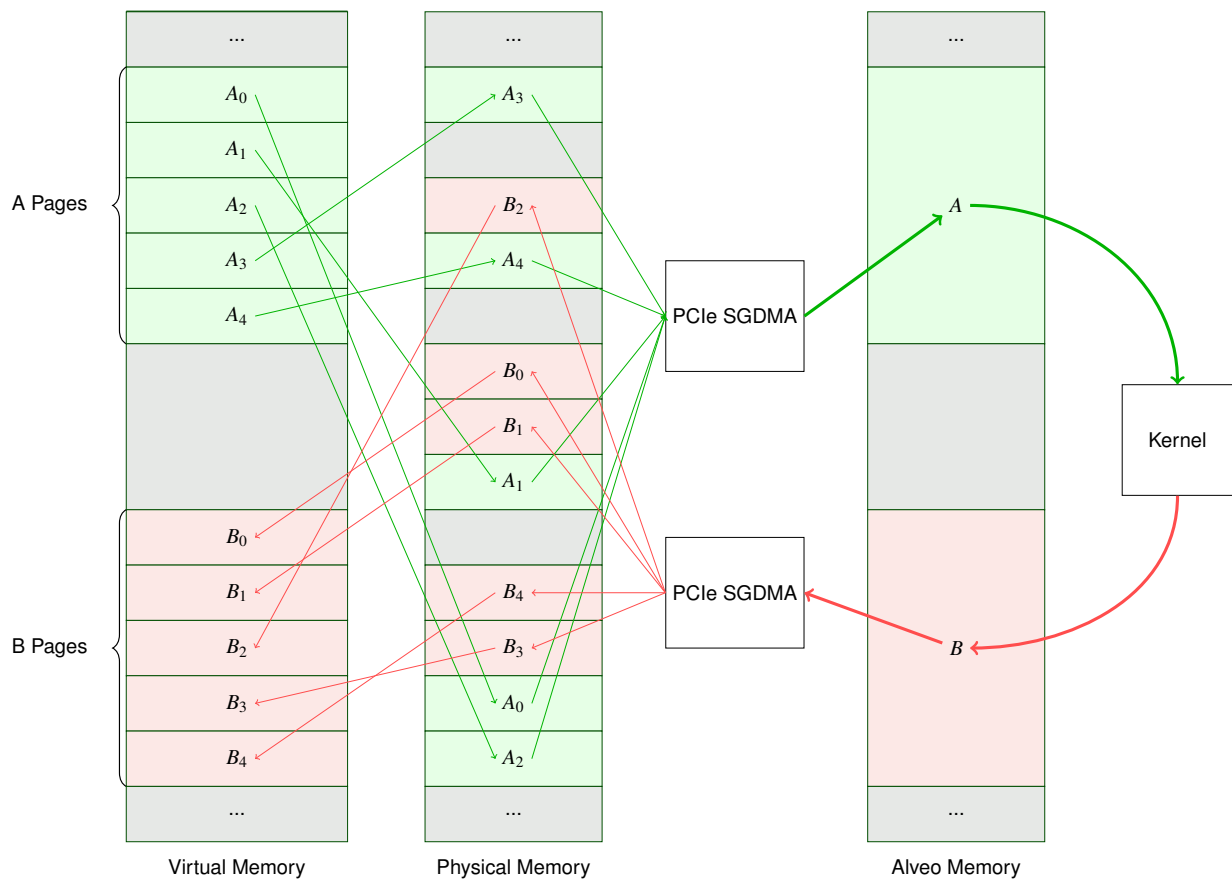 ...
A₀
A₁
A₂
A₃
A₄
A Pages
B₀
B₁
B₂
B₃
B₄
B Pages
...
Virtual Memory
...
A₃
B₂
A₄
B₀
B₁
A₁
B₄
B₃
A₀
A₂
...
Physical Memory
PCIe SGDMA
PCIe SGDMA
...
A
B
...
Alveo Memory
Kernel